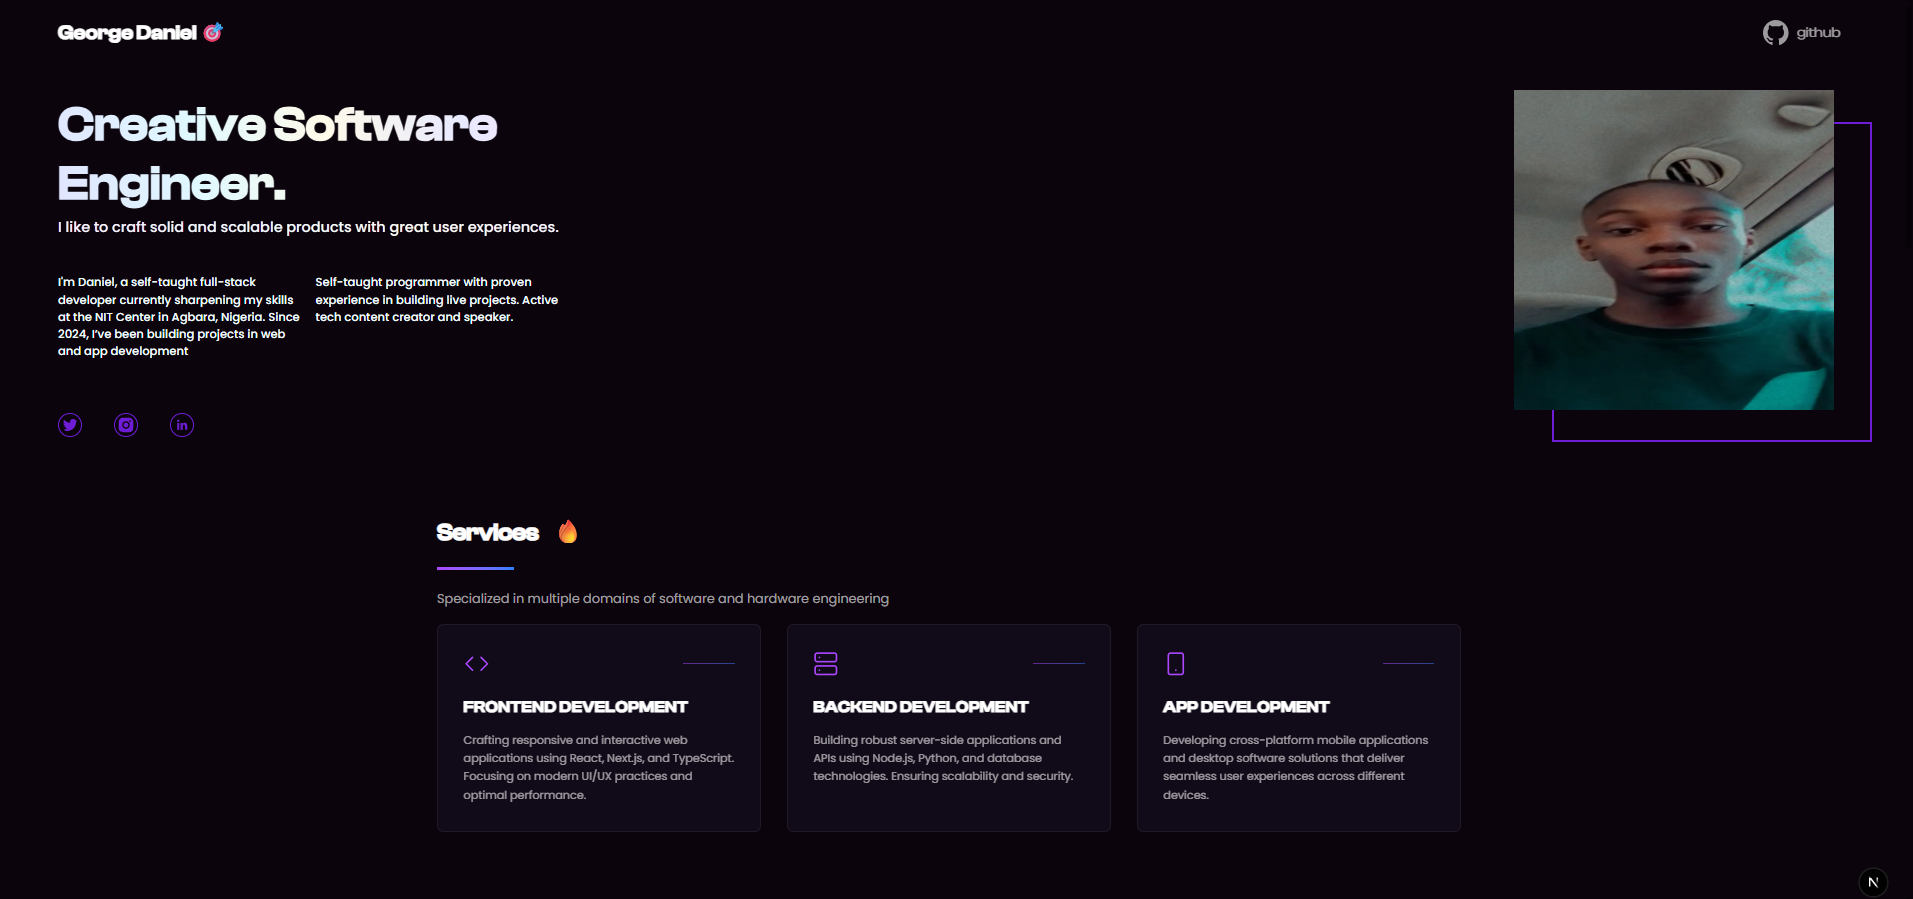 George Daniel 🎯
github
Creative Software
Engineer.
I like to craft solid and scalable products with great user experiences.
I'm Daniel, a self-taught full-stack
developer currently sharpening my skills
at the NIT Center in Agbara, Nigeria. Since
2024, I've been building projects in web
and app development
Self-taught programmer with proven
experience in building live projects. Active
tech content creator and speaker.
in
Services 🔥
Specialized in multiple domains of software and hardware engineering
FRONTEND DEVELOPMENT
Crafting responsive and interactive web
applications using React, Next.js, and TypeScript.
Focusing on modern UI/UX practices and
optimal performance.
BACKEND DEVELOPMENT
Building robust server-side applications and
APIs using Node.js, Python, and database
technologies. Ensuring scalability and security.
APP DEVELOPMENT
Developing cross-platform mobile applications
and desktop software solutions that deliver
seamless user experiences across different
devices.
N